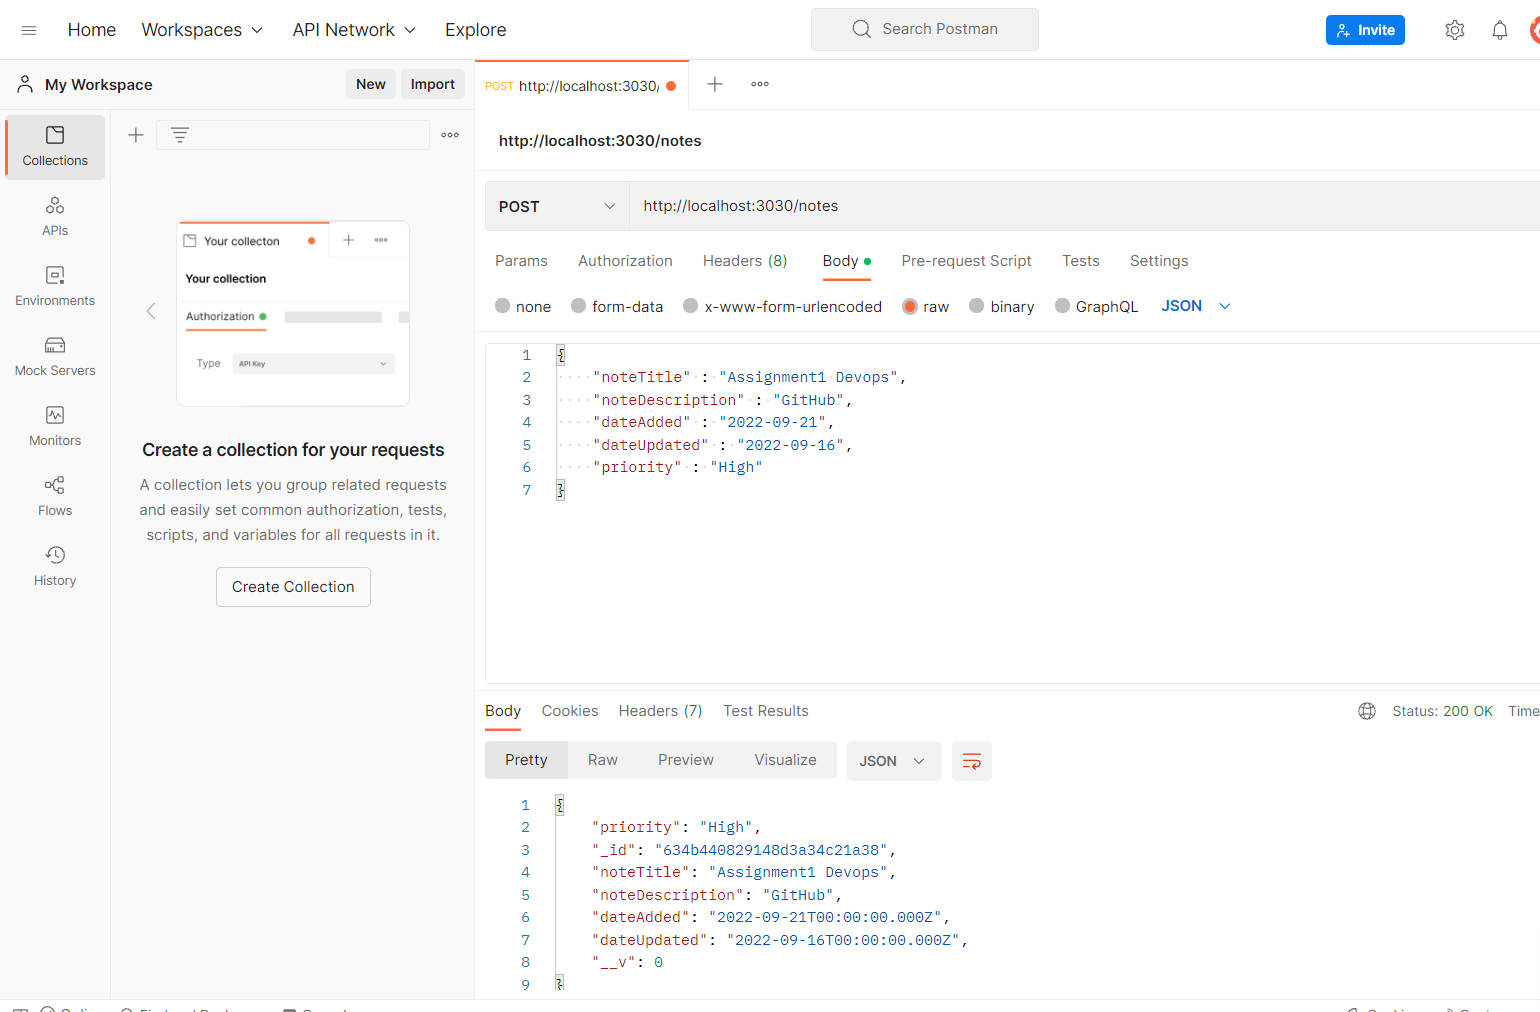 Home Workspaces API Network Explore Search Postman Invite
My Workspace New Import POST http://localhost:3030/
Collections
APIs
Environments
Mock Servers
Monitors
Flows
History
Your collecton
Your collection
Authorization
Type API Key
Create a collection for your requests
A collection lets you group related requests
and easily set common authorization, tests,
scripts, and variables for all requests in it.
Create Collection
http://localhost:3030/notes
POST http://localhost:3030/notes
Params Authorization Headers (8) Body Pre-request Script Tests Settings
none form-data x-www-form-urlencoded raw binary GraphQL JSON
1 {
2 "noteTitle" : "Assignment1 Devops",
3 "noteDescription" : "GitHub",
4 "dateAdded" : "2022-09-21",
5 "dateUpdated" : "2022-09-16",
6 "priority" : "High"
7 }
Body Cookies Headers (7) Test Results Status: 200 OK Time
Pretty Raw Preview Visualize JSON
1 {
2 "priority": "High",
3 "_id": "634b440829148d3a34c21a38",
4 "noteTitle": "Assignment1 Devops",
5 "noteDescription": "GitHub",
6 "dateAdded": "2022-09-21T00:00:00.000Z",
7 "dateUpdated": "2022-09-16T00:00:00.000Z",
8 "__v": 0
9 }